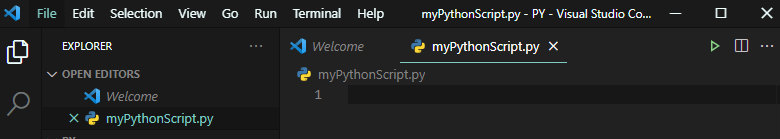 File Edit Selection View Go Run Terminal Help myPythonScript.py - PY - Visual Studio Co...
EXPLORER ... Welcome myPythonScript.py
OPEN EDITORS myPythonScript.py
Welcome 1
myPythonScript.py